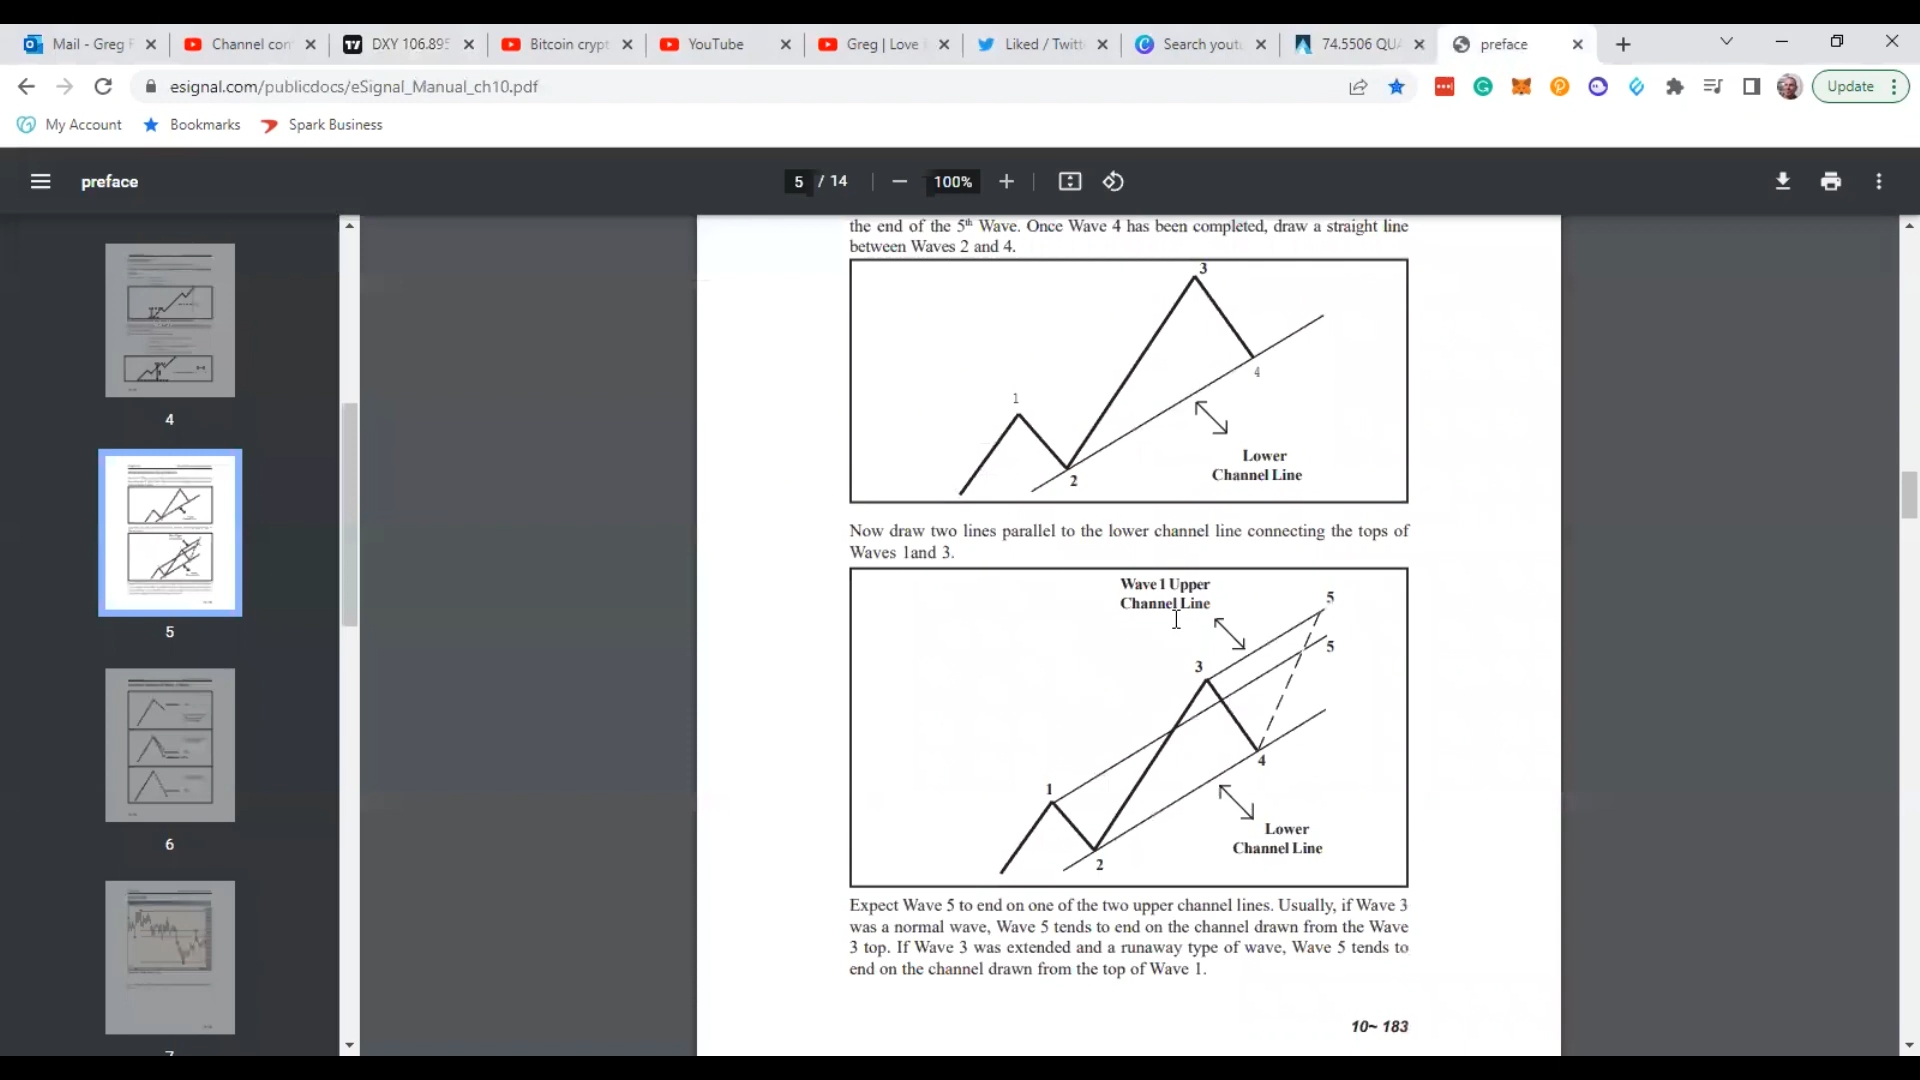 Mail - Greg F
Channel con
DXY 106.895
Bitcoin crypt
YouTube
Greg | Love
Liked / Twitt
Search yout
74.5506 QUA
preface
esignal.com/publicdocs/eSignal_Manual_ch10.pdf
Update
My Account
Bookmarks
Spark Business
preface
5 / 14
100%
4
5
6
7
the end of the 5th Wave. Once Wave 4 has been completed, draw a straight line
between Waves 2 and 4.
3
4
1
Lower
Channel Line
2
Now draw two lines parallel to the lower channel line connecting the tops of
Waves 1and 3.
Wave 1 Upper
Channel Line
5
5
3
4
1
Lower
Channel Line
2
Expect Wave 5 to end on one of the two upper channel lines. Usually, if Wave 3
was a normal wave, Wave 5 tends to end on the channel drawn from the Wave
3 top. If Wave 3 was extended and a runaway type of wave, Wave 5 tends to
end on the channel drawn from the top of Wave 1.
10~ 183